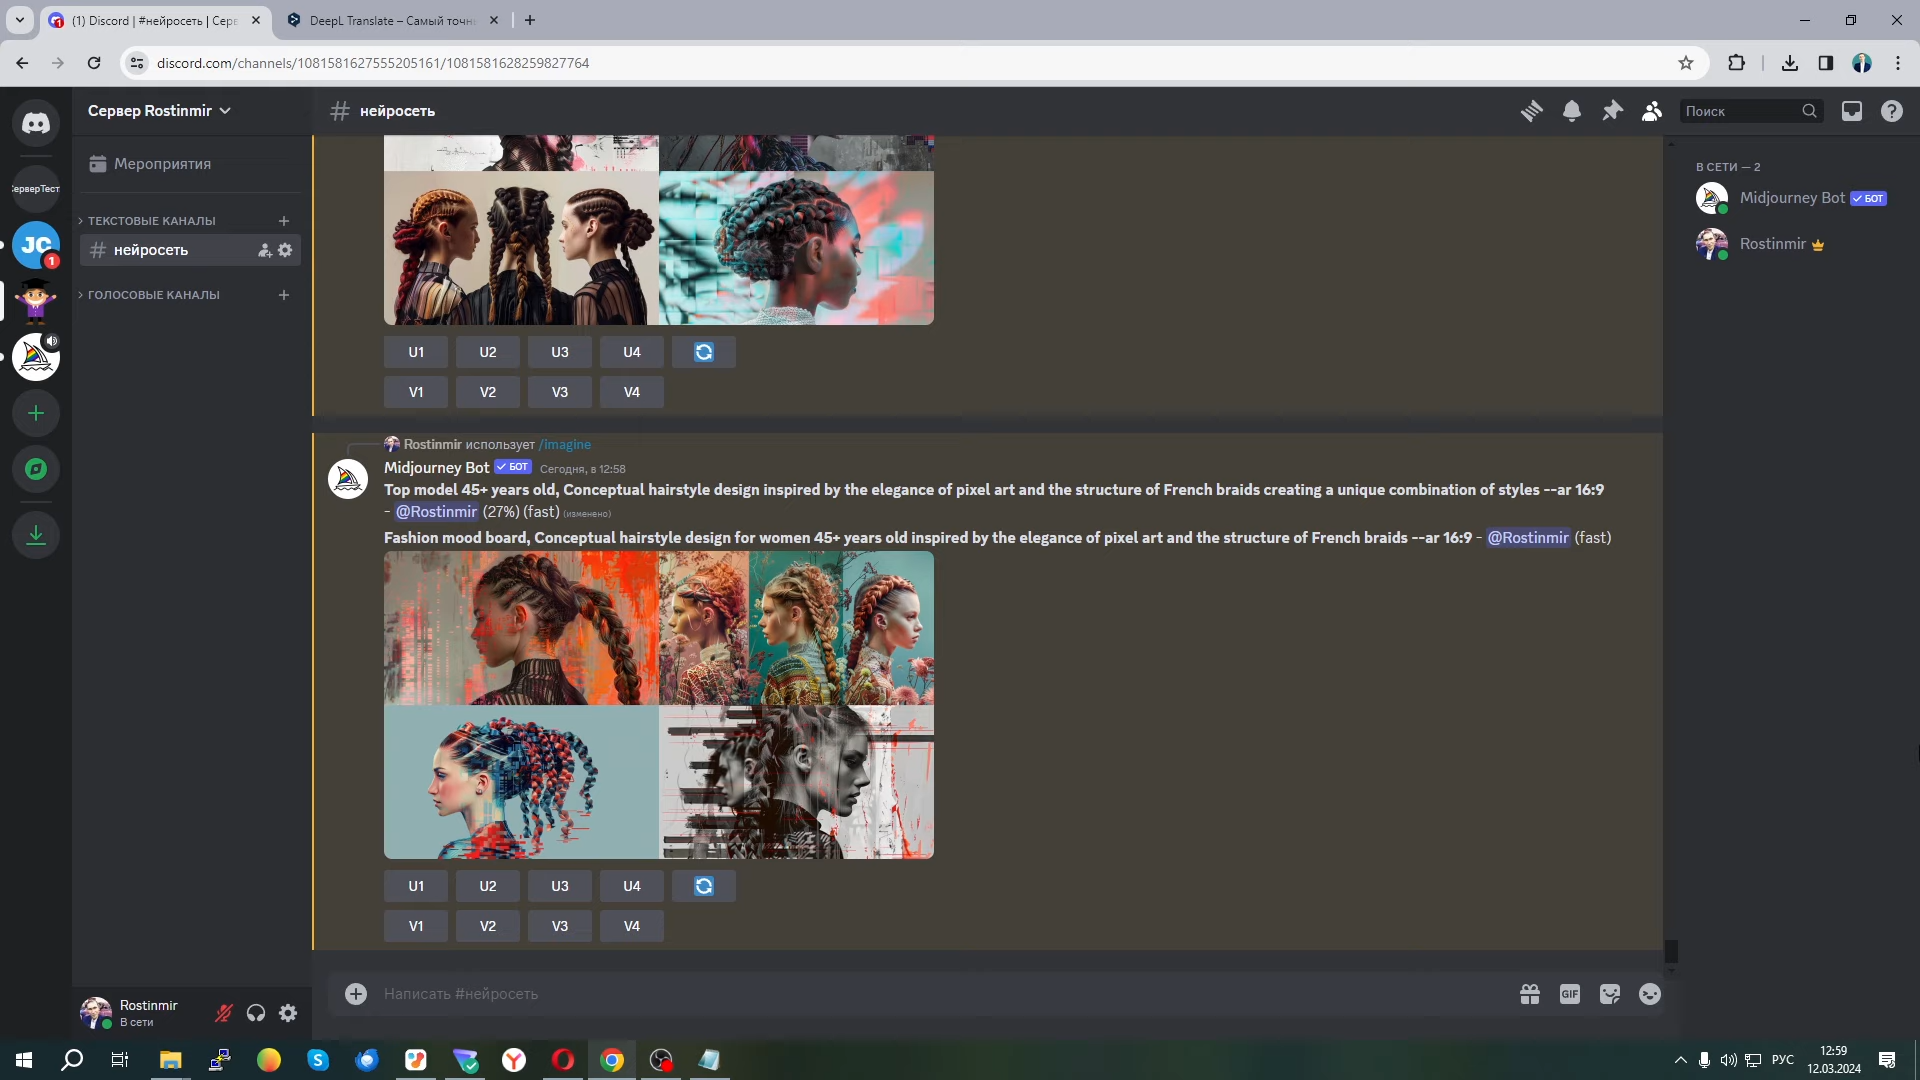 (1) Discord | #нейросеть | Серв
DeepL Translate – Самый точн
discord.com/channels/1081581627555205161/1081581628259827764
Сервер Rostinmir
нейросеть
Поиск
Мероприятия
СерверТест
ТЕКСТОВЫЕ КАНАЛЫ
нейросеть
ГОЛОСОВЫЕ КАНАЛЫ
JC
1
U1 U2 U3 U4
V1 V2 V3 V4
Rostinmir использует /imagine
Midjourney Bot БОТ Сегодня, в 12:58
Top model 45+ years old, Conceptual hairstyle design inspired by the elegance of pixel art and the structure of French braids creating a unique combination of styles --ar 16:9
- @Rostinmir (27%) (fast) (изменено)
Fashion mood board, Conceptual hairstyle design for women 45+ years old inspired by the elegance of pixel art and the structure of French braids --ar 16:9 - @Rostinmir (fast)
U1 U2 U3 U4
V1 V2 V3 V4
Написать #нейросеть
GIF
В СЕТИ — 2
Midjourney Bot БОТ
Rostinmir
Rostinmir
В сети
РУС
12:59
12.03.2024